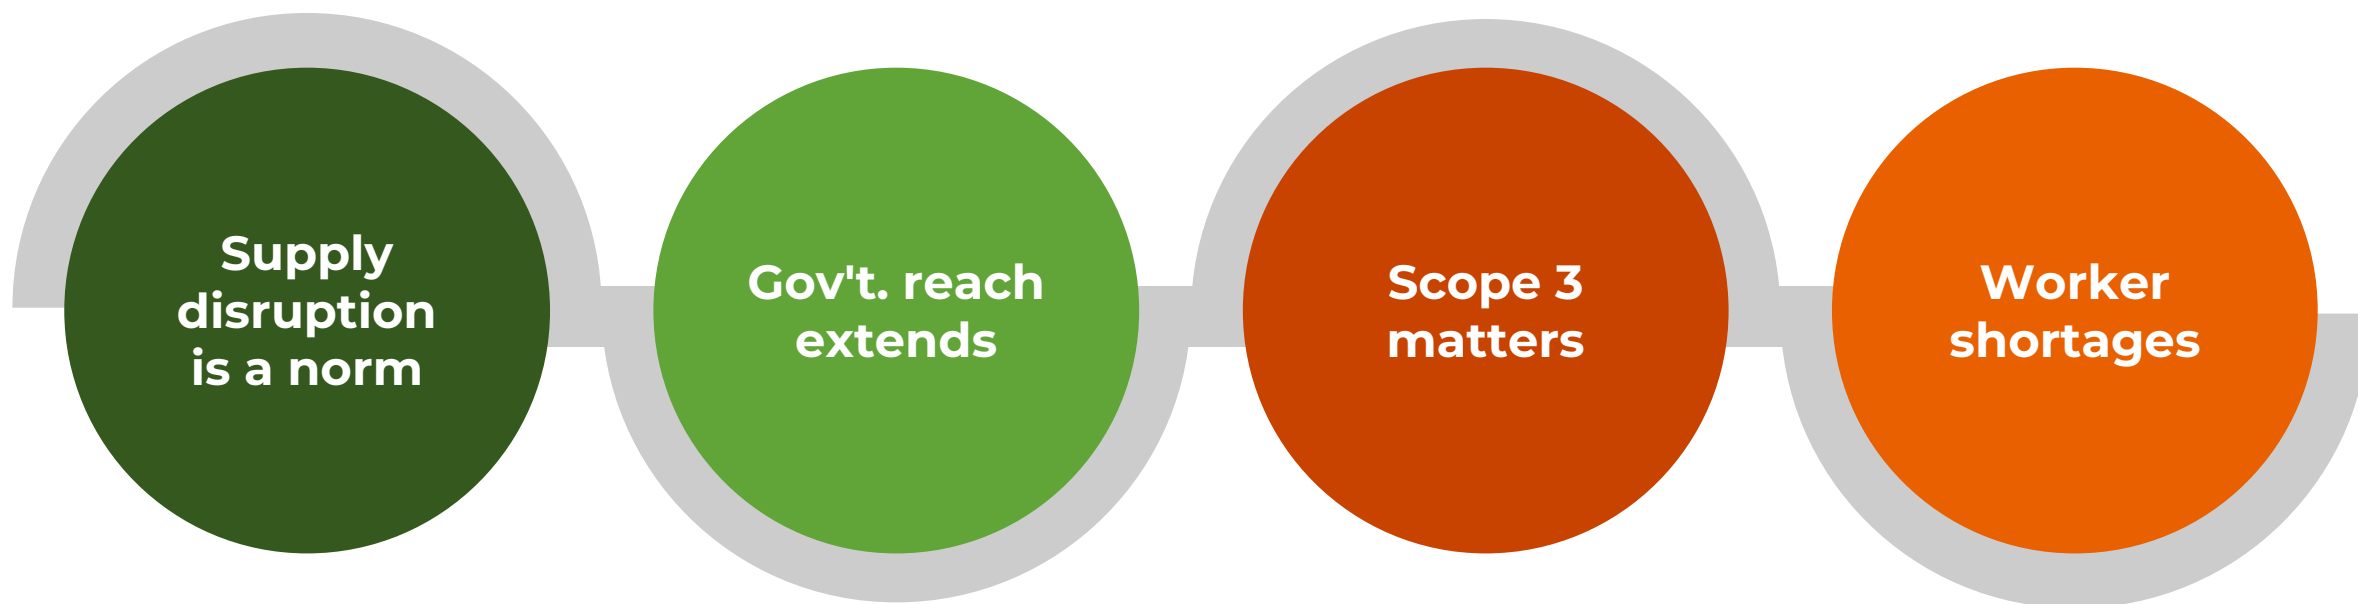 Supply
disruption
is a norm
Gov't. reach
extends
Scope 3
matters
Worker
shortages